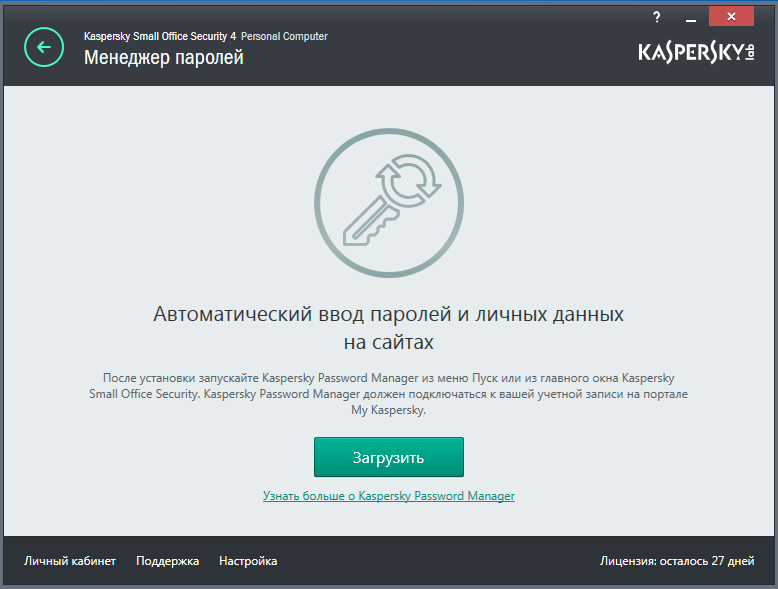 ?
Kaspersky Small Office Security 4 Personal Computer
Менеджер паролей
KASPERSKY lab
Автоматический ввод паролей и личных данных
на сайтах
После установки запускайте Kaspersky Password Manager из меню Пуск или из главного окна Kaspersky
Small Office Security. Kaspersky Password Manager должен подключаться к вашей учетной записи на портале
My Kaspersky.
Загрузить
Узнать больше о Kaspersky Password Manager
Личный кабинет Поддержка Настройка Лицензия: осталось 27 дней